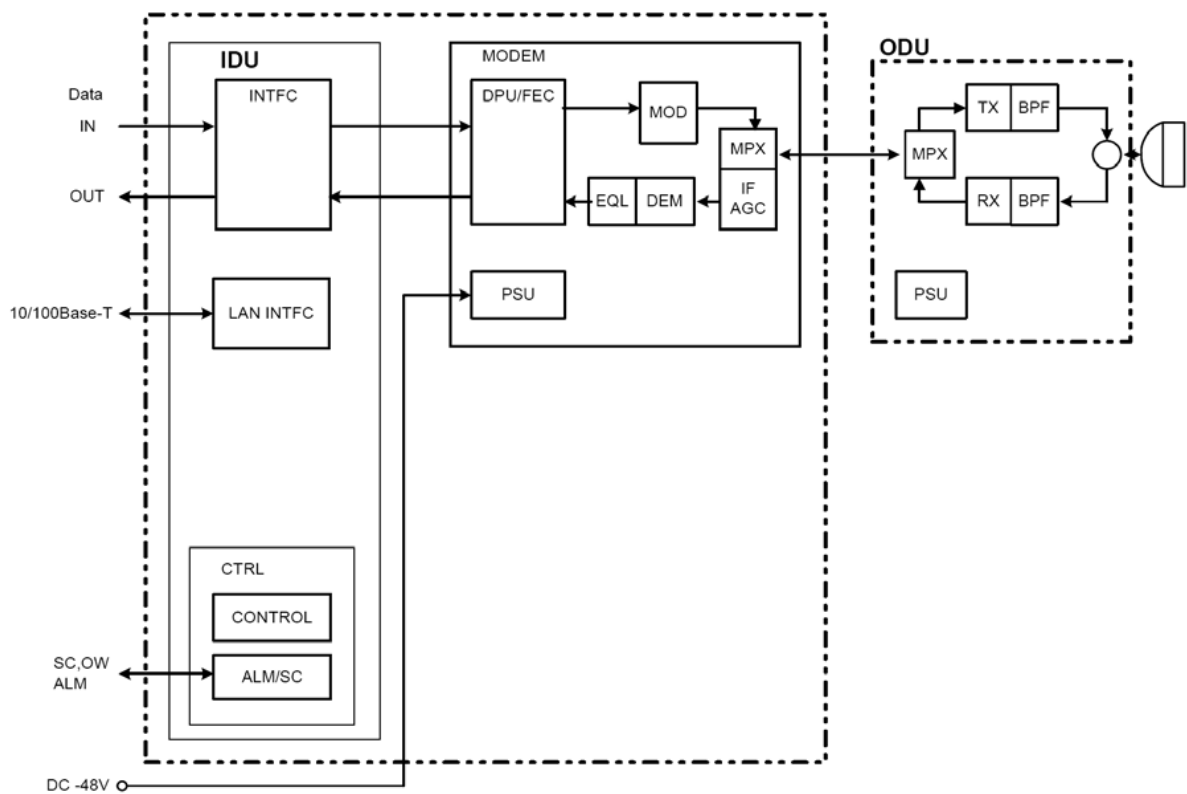 IDU
MODEM
ODU
INTFC
DPU/FEC
MOD
TX
BPF
Data
IN
MPX
MPX
OUT
EQL
DEM
IF
AGC
RX
BPF
10/100Base-T
LAN INTFC
PSU
PSU
CTRL
CONTROL
SC,OW
ALM
ALM/SC
DC -48V